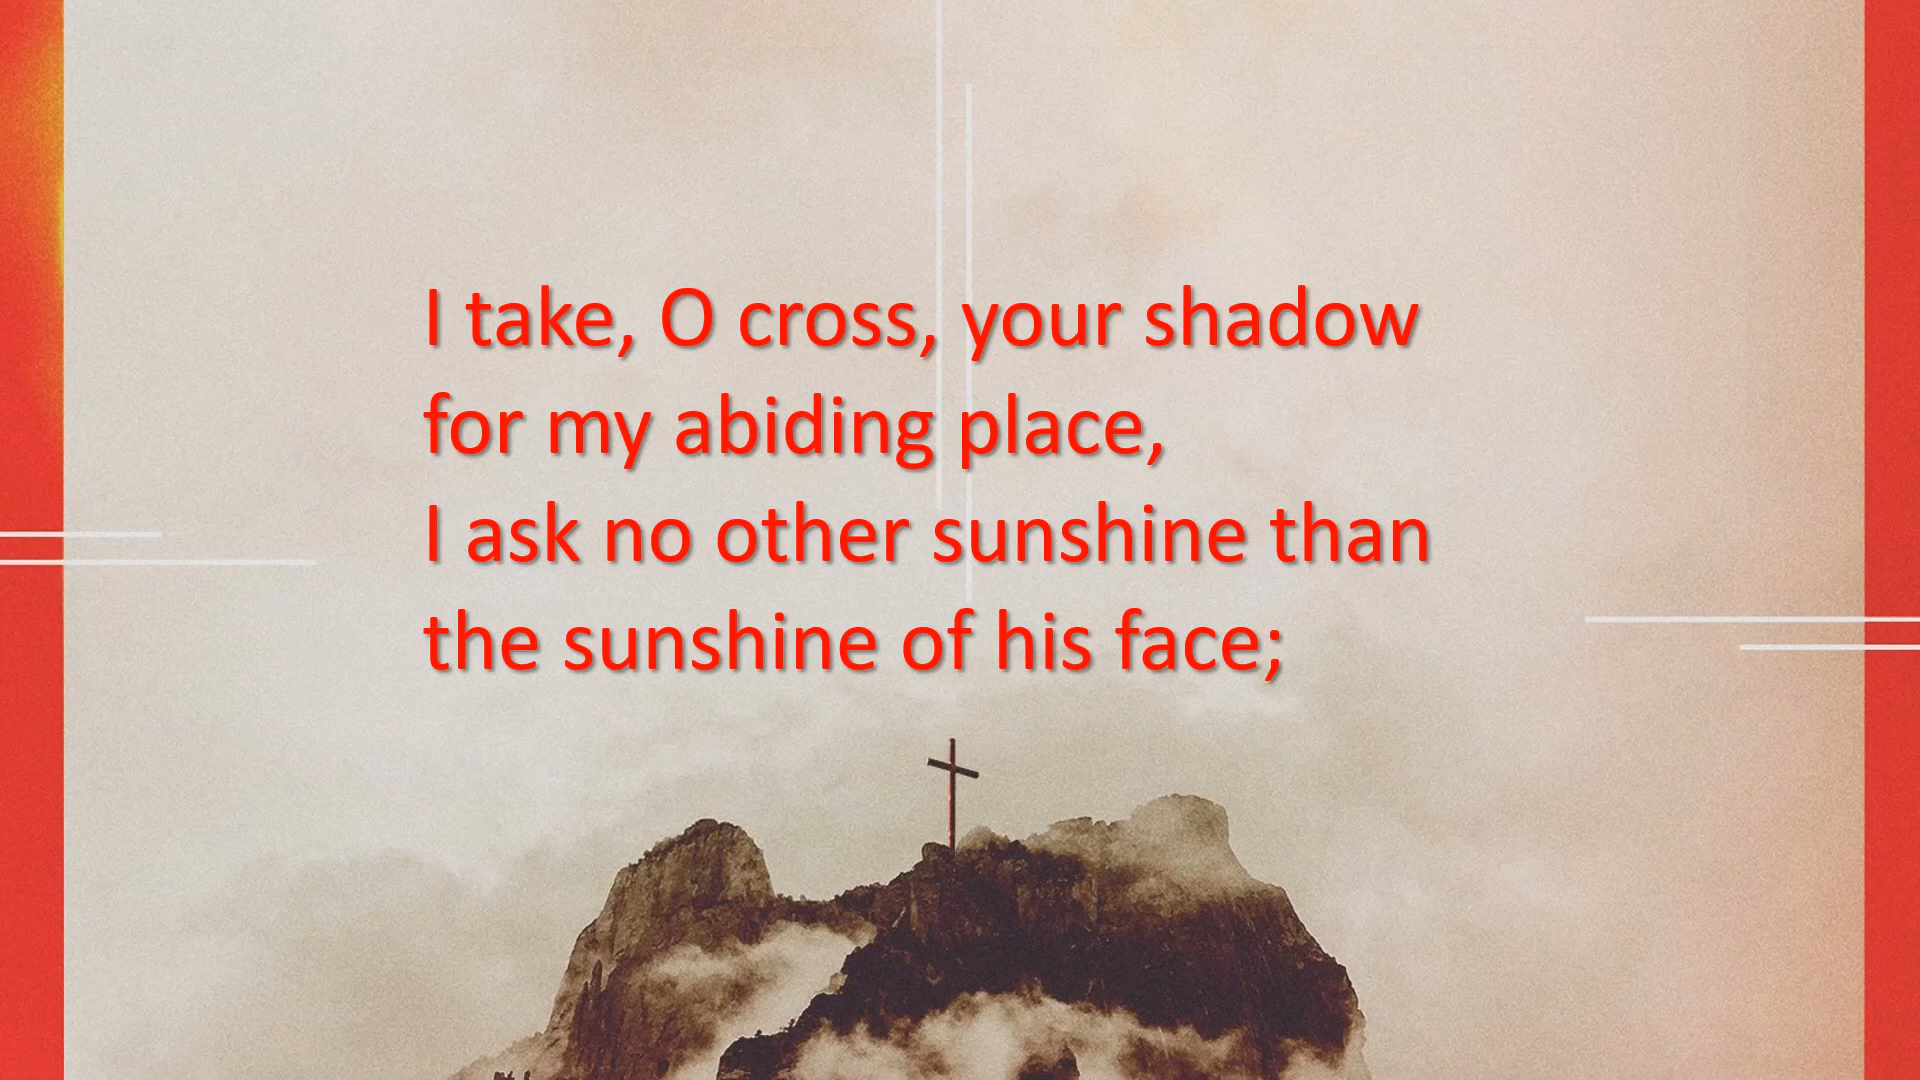 I take, O cross, your shadow
for my abiding place,
I ask no other sunshine than
the sunshine of his face;